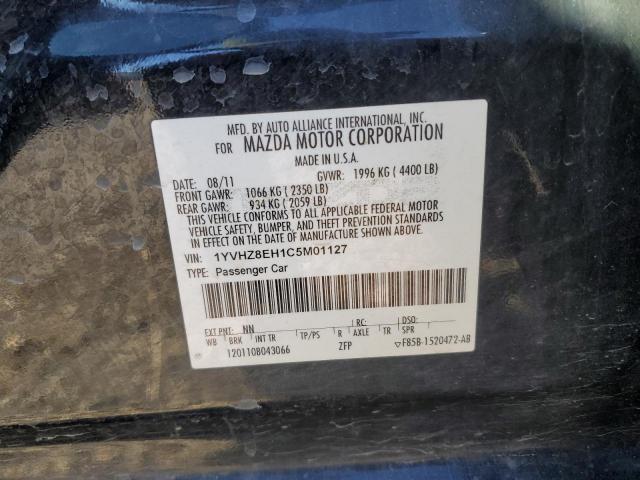 MFD. BY AUTO ALLIANCE INTERNATIONAL, INC.
FOR MAZDA MOTOR CORPORATION
MADE IN U.S.A.
DATE: 08/11 GVWR: 1996 KG ( 4400 LB)
FRONT GAWR: 1066 KG ( 2350 LB)
REAR GAWR: 934 KG ( 2059 LB)
THIS VEHICLE CONFORMS TO ALL APPLICABLE FEDERAL MOTOR
VEHICLE SAFETY, BUMPER, AND THEFT PREVENTION STANDARDS
IN EFFECT ON THE DATE OF MANUFACTURE SHOWN ABOVE.
VIN: 1YVHZ8EH1C5M01127
TYPE: Passenger Car
EXT PNT: NN RC: DSO:
WB BRK INT TR TP/PS R AXLE TR SPR
120110B043066 ZFP F85B-1520472-AB